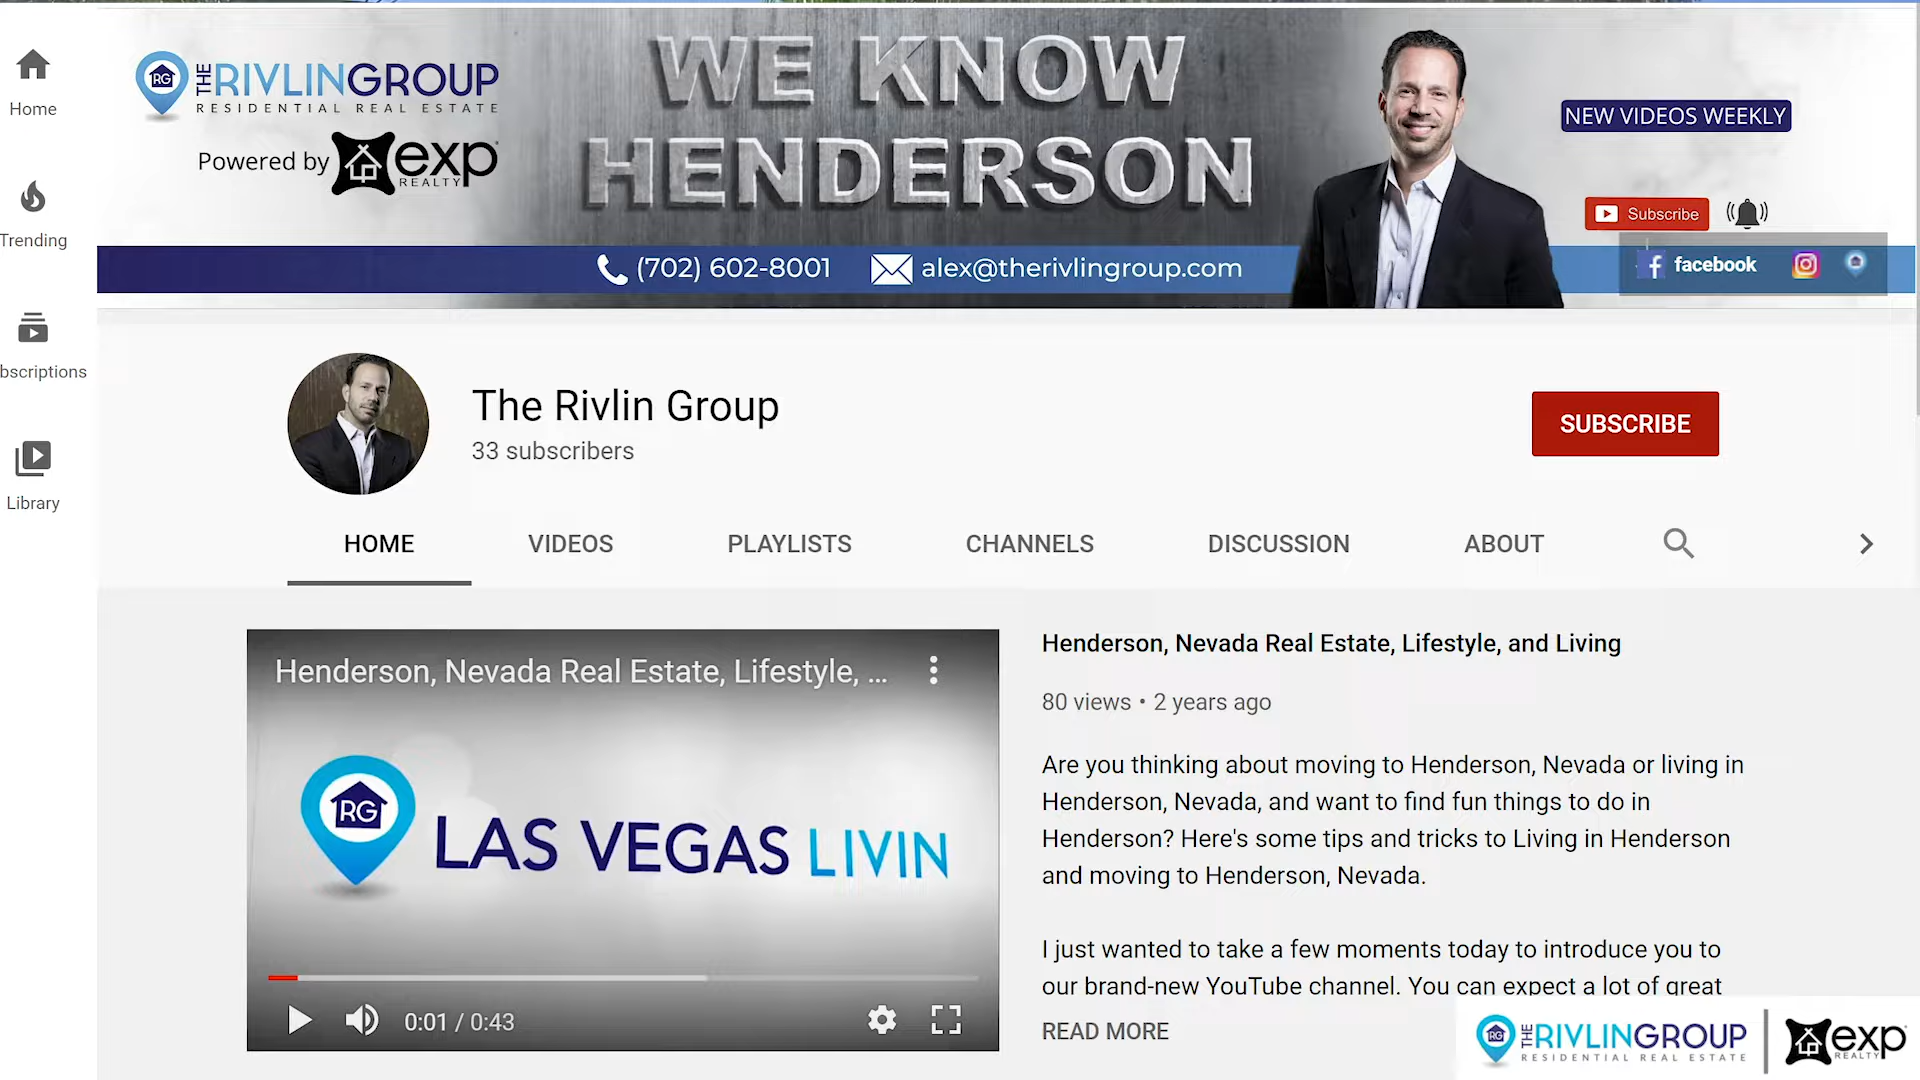 Home
Trending
bscriptions
Library
RG
THE RIVLINGROUP
RESIDENTIAL REAL ESTATE
Powered by exp
REALTY
WE KNOW
HENDERSON
NEW VIDEOS WEEKLY
Subscribe
(702) 602-8001
alex@therivlingroup.com
facebook
The Rivlin Group
33 subscribers
SUBSCRIBE
HOME
VIDEOS
PLAYLISTS
CHANNELS
DISCUSSION
ABOUT
Henderson, Nevada Real Estate, Lifestyle, ...
RG
LAS VEGAS LIVIN
0:01 / 0:43
Henderson, Nevada Real Estate, Lifestyle, and Living
80 views • 2 years ago
Are you thinking about moving to Henderson, Nevada or living in
Henderson, Nevada, and want to find fun things to do in
Henderson? Here's some tips and tricks to Living in Henderson
and moving to Henderson, Nevada.
I just wanted to take a few moments today to introduce you to
our brand-new YouTube channel. You can expect a lot of great
READ MORE
RG
THE RIVLINGROUP
RESIDENTIAL REAL ESTATE
exp
REALTY